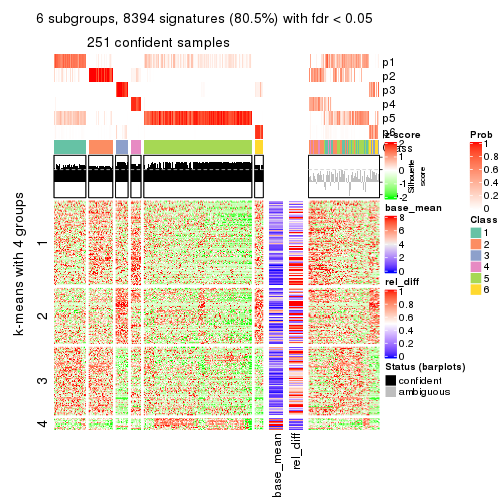 6 subgroups, 8394 signatures (80.5%) with fdr < 0.05
251 confident samples
p1
p2
p3
p4
p5
p6
Class
Silhouette
score
k-means with 4 groups
1
2
3
4
base_mean
rel_diff
z_score
2
1
0
-1
-2
base_mean
8
6
4
2
0
rel_diff
1
0.8
0.6
0.4
0.2
0
Status (barplots)
confident
ambiguous
Prob
1
0.8
0.6
0.4
0.2
0
Class
1
2
3
4
5
6